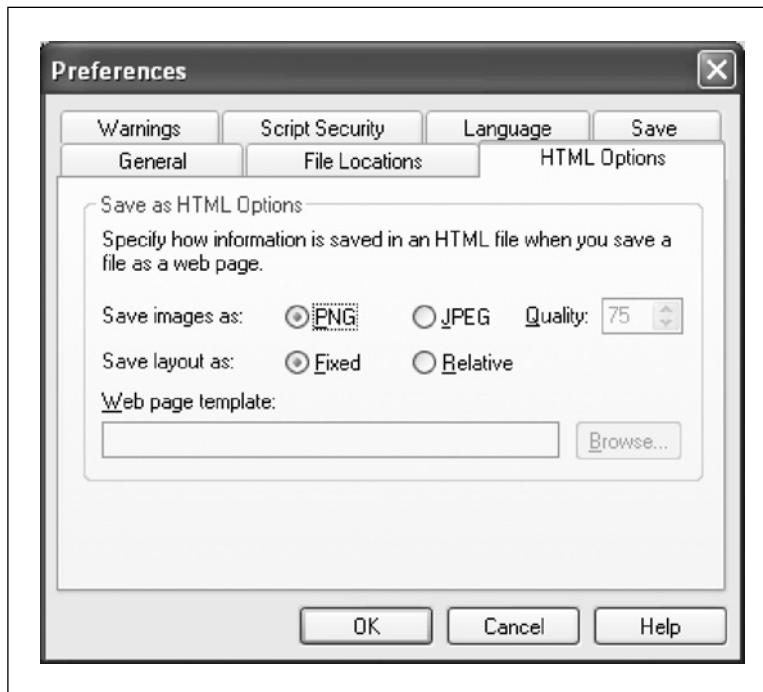 Preferences
Warnings Script Security Language Save
General File Locations HTML Options
Save as HTML Options
Specify how information is saved in an HTML file when you save a
file as a web page.
Save images as: PNG JPEG Quality: 75
Save layout as: Fixed Relative
Web page template:
Browse...
OK Cancel Help